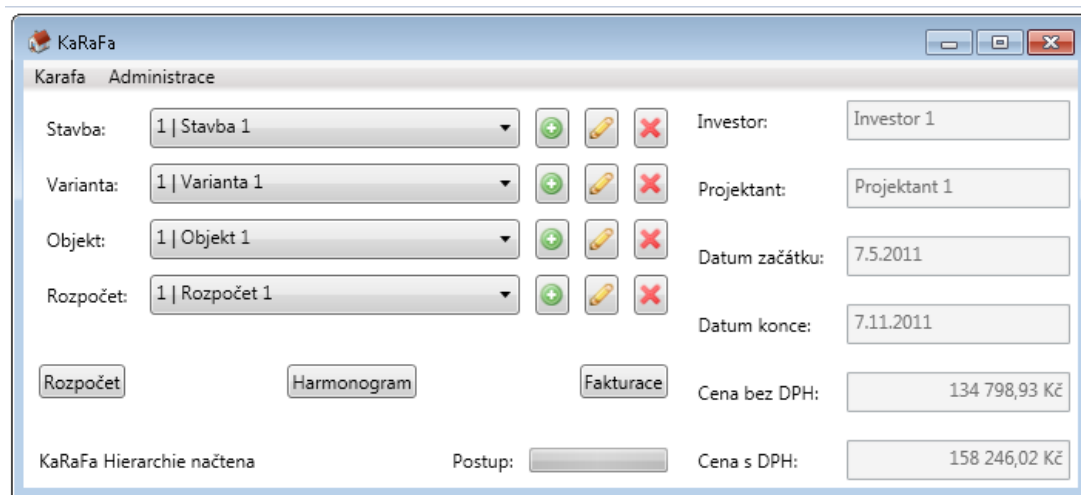 KaRaFa
Karafa Administrace
Stavba: 1 | Stavba 1
Varianta: 1 | Varianta 1
Objekt: 1 | Objekt 1
Rozpočet: 1 | Rozpočet 1
Rozpočet Harmonogram Fakturace
KaRaFa Hierarchie načtena Postup:
Investor: Investor 1
Projektant: Projektant 1
Datum začátku: 7.5.2011
Datum konce: 7.11.2011
Cena bez DPH: 134 798,93 Kč
Cena s DPH: 158 246,02 Kč